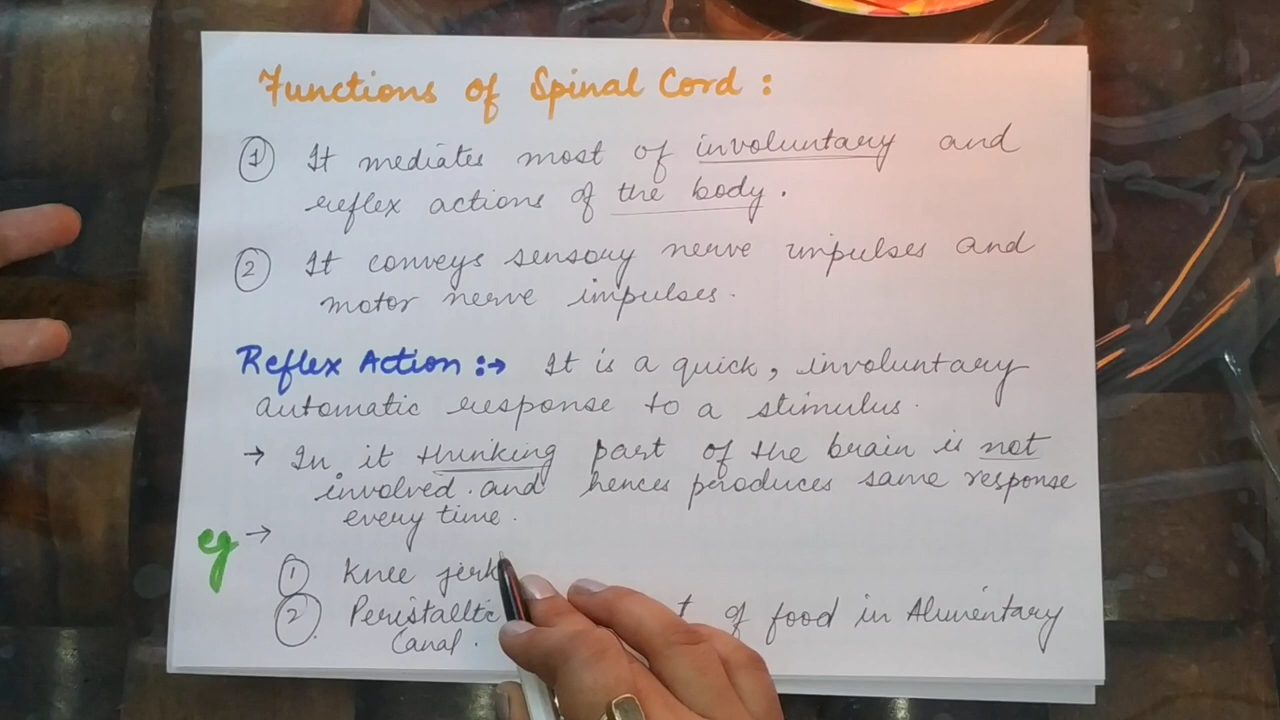 Functions of Spinal Cord :
1 It mediates most of involuntary and
reflex actions of the body.
2 It conveys sensory nerve impulses and
motor nerve impulses.
Reflex Action :→ It is a quick, involuntary
automatic response to a stimulus.
→ In it thinking part of the brain is not
involved. and hences produces same response
every time.
eg →
1 Knee jerk
2 Peristaltic of food in Alimentary
Canal.